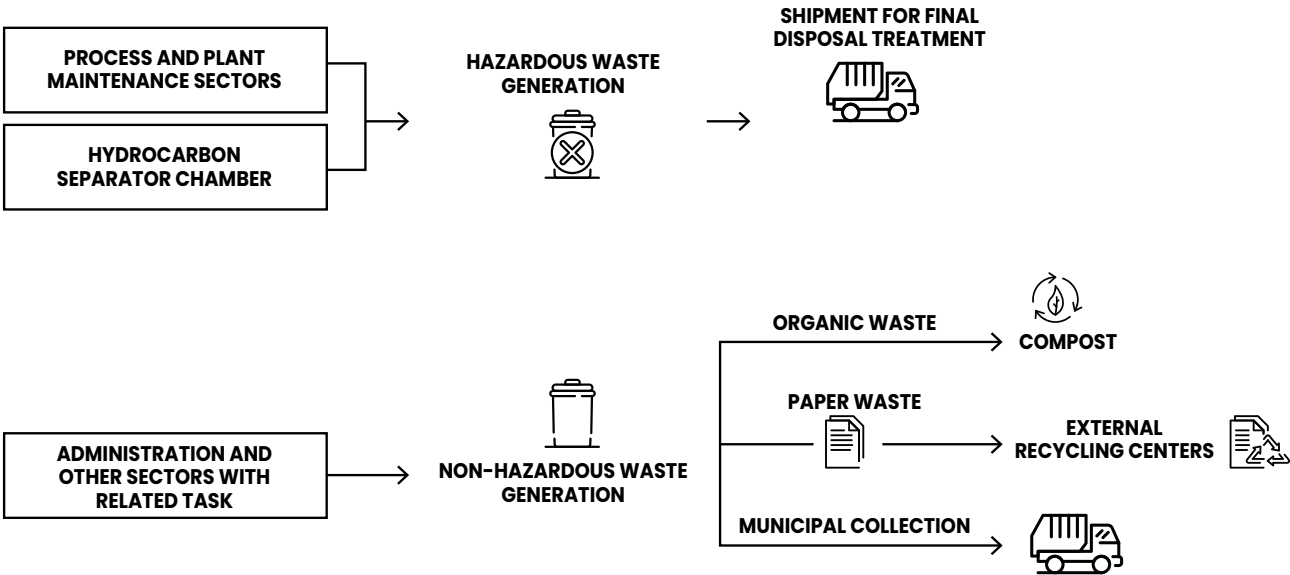 PROCESS AND PLANT
MAINTENANCE SECTORS
HYDROCARBON
SEPARATOR CHAMBER
HAZARDOUS WASTE
GENERATION
SHIPMENT FOR FINAL
DISPOSAL TREATMENT
ADMINISTRATION AND
OTHER SECTORS WITH
RELATED TASK
NON-HAZARDOUS WASTE
GENERATION
ORGANIC WASTE
COMPOST
PAPER WASTE
EXTERNAL
RECYCLING CENTERS
MUNICIPAL COLLECTION